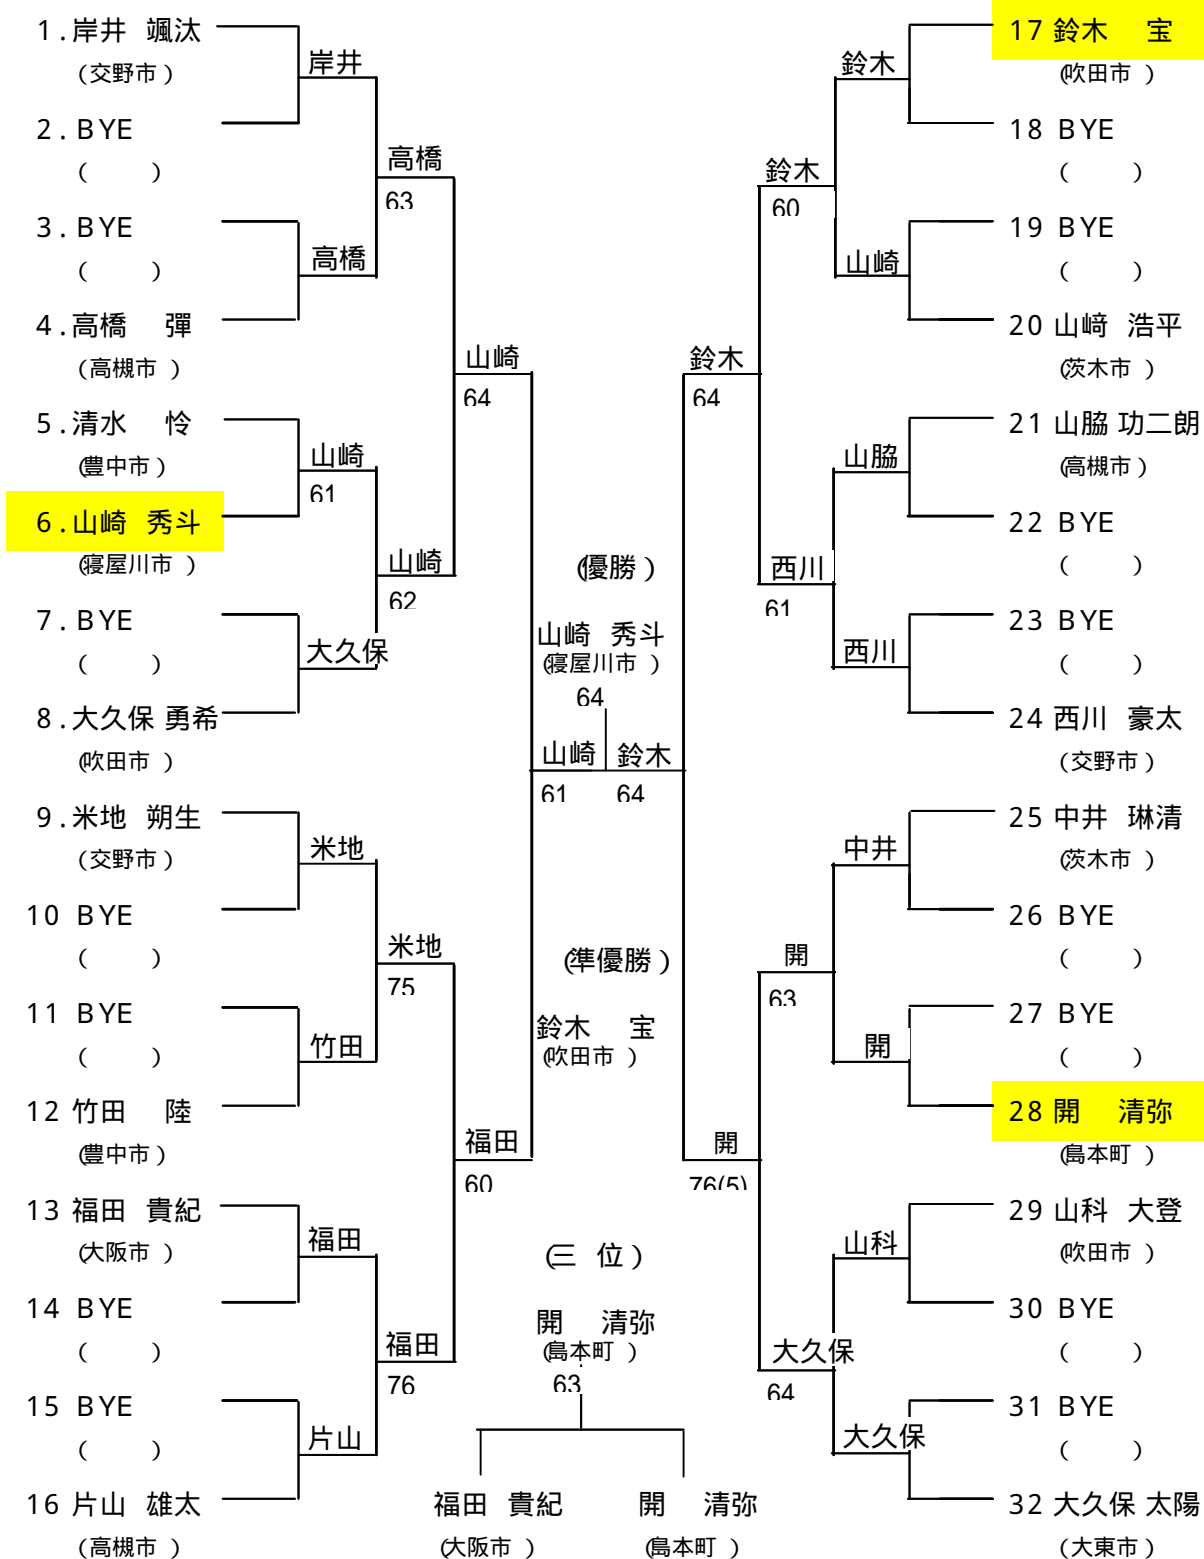 1.岸井 颯汰
(交野市)
2.BYE
(　　)
3.BYE
(　　)
4.高橋 彈
(高槻市)
5.清水 怜
(豊中市)
6.山崎 秀斗
(寝屋川市)
7.BYE
(　　)
8.大久保 勇希
(吹田市)
9.米地 朔生
(交野市)
10 BYE
(　　)
11 BYE
(　　)
12 竹田 陸
(豊中市)
13 福田 貴紀
(大阪市)
14 BYE
(　　)
15 BYE
(　　)
16 片山 雄太
(高槻市)
岸井
高橋
山崎
61
大久保
米地
竹田
福田
片山
高橋
63
山崎
62
米地
75
福田
76
山崎
64
福田
60
(優勝)
山崎 秀斗
(寝屋川市)
64
山崎
61
鈴木
64
(準優勝)
鈴木 宝
(吹田市)
(三 位)
開 清弥
(島本町)
63
福田 貴紀
(大阪市)
開 清弥
(島本町)
鈴木
64
開
76(5)
鈴木
60
西川
61
開
63
大久保
64
鈴木
山崎
山脇
西川
中井
開
山科
大久保
17 鈴木 宝
(吹田市)
18 BYE
(　　)
19 BYE
(　　)
20 山﨑 浩平
(茨木市)
21 山脇 功二朗
(高槻市)
22 BYE
(　　)
23 BYE
(　　)
24 西川 豪太
(交野市)
25 中井 琳清
(茨木市)
26 BYE
(　　)
27 BYE
(　　)
28 開 清弥
(島本町)
29 山科 大登
(吹田市)
30 BYE
(　　)
31 BYE
(　　)
32 大久保 太陽
(大東市)